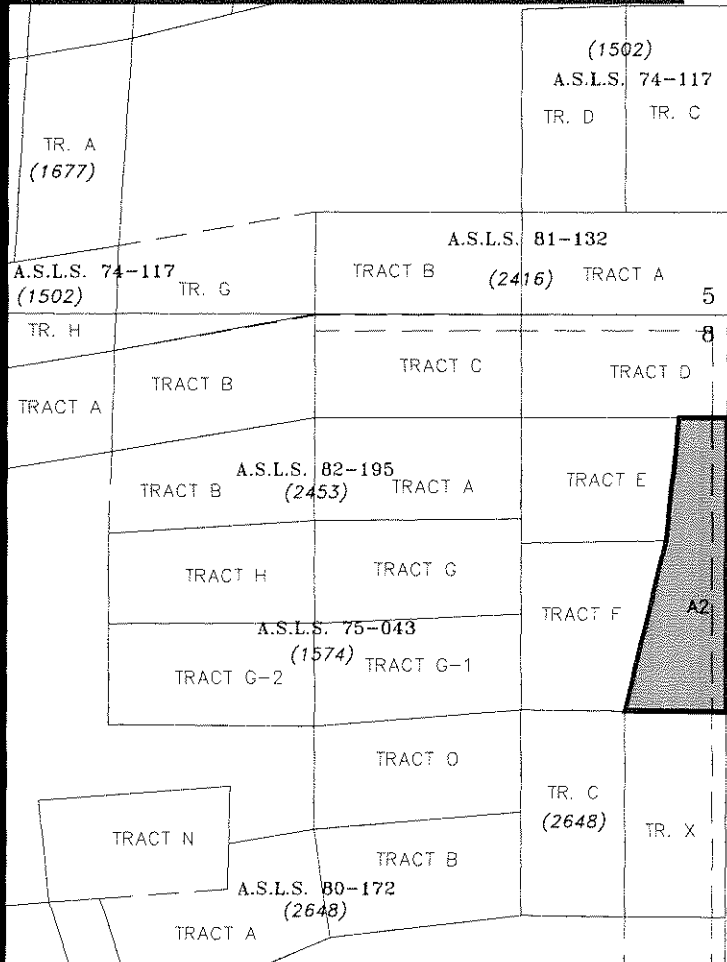 (1502)
A.S.L.S. 74-117
TR. D
TR. C
TR. A
(1677)
A.S.L.S. 81-132
A.S.L.S. 74-117
(1502)
TR. G
TRACT B
(2416)
TRACT A
5
TR. H
8
TRACT C
TRACT D
TRACT A
TRACT B
A.S.L.S. 82-195
TRACT B
(2453)
TRACT A
TRACT E
TRACT H
TRACT G
A2
TRACT F
A.S.L.S. 75-043
(1574)
TRACT G-2
TRACT G-1
TRACT O
TR. C
(2648)
TRACT N
TR. X
TRACT B
A.S.L.S. 80-172
(2648)
TRACT A